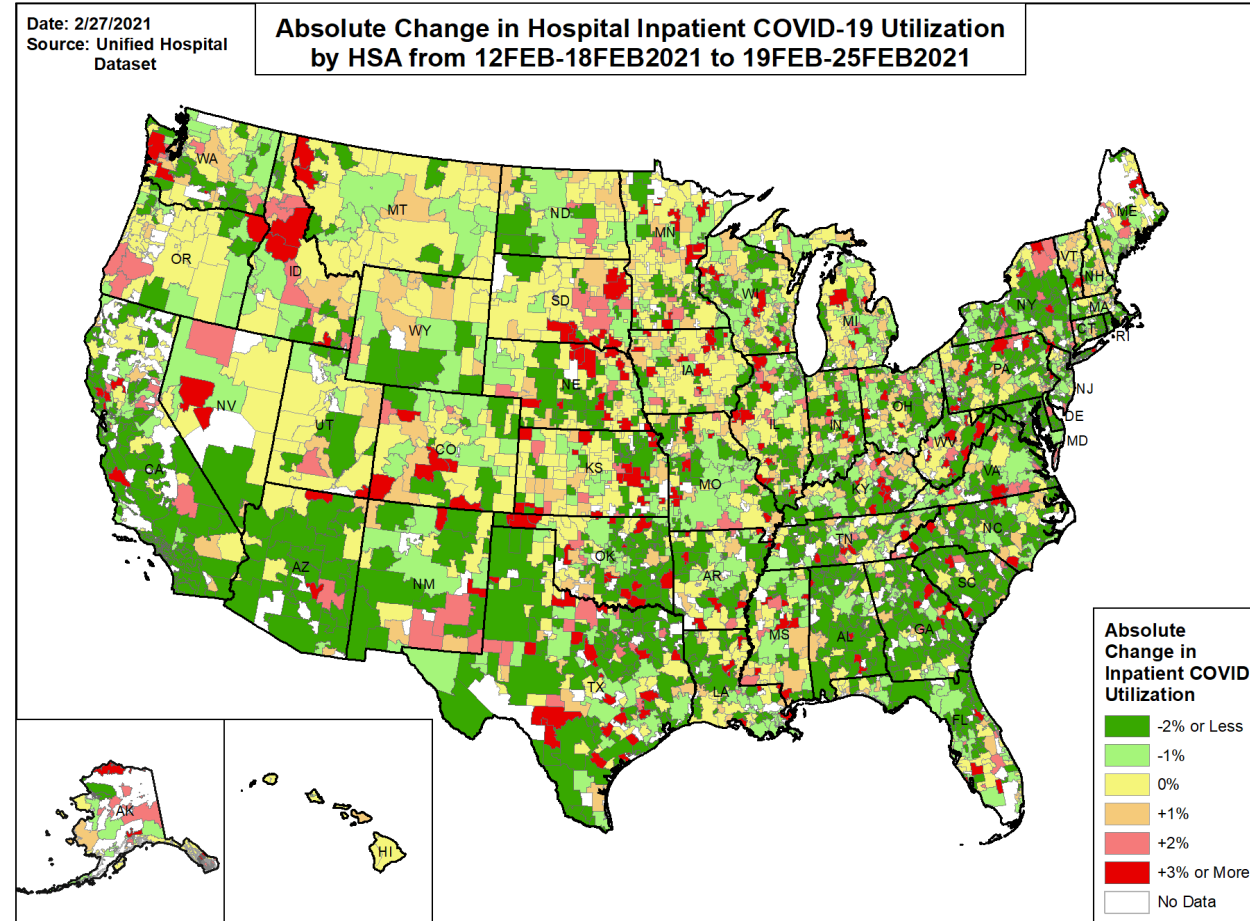 Date: 2/27/2021
Source: Unified Hospital
Dataset
Absolute Change in Hospital Inpatient COVID-19 Utilization
by HSA from 12FEB-18FEB2021 to 19FEB-25FEB2021
WA
MT
ND
MN
ME
OR
ID
SD
WI
MI
VT
NH
NY
MA
CT
RI
WY
IA
NE
PA
NJ
NV
UT
CO
IL
IN
OH
DE
MD
WV
VA
CA
KS
MO
KY
AZ
NM
OK
AR
TN
NC
SC
MS
AL
GA
TX
LA
FL
AK
HI
Absolute
Change in
Inpatient COVID
Utilization
-2% or Less
-1%
0%
+1%
+2%
+3% or More
No Data